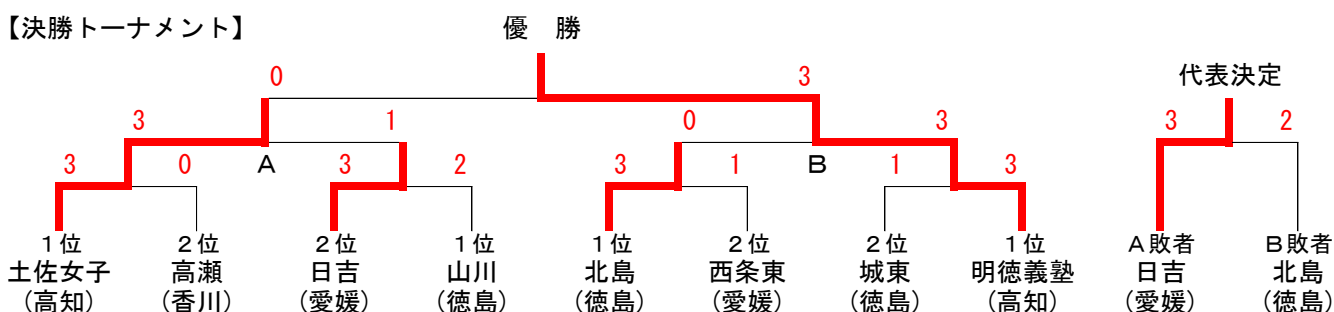 【決勝トーナメント】 優　勝
0 3 代表決定
3 1 0 3 3 2
3 0 A 3 2 3 1 B 1 3
1位 2位 2位 1位 1位 2位 2位 1位 A敗者 B敗者
土佐女子 高瀬 日吉 山川 北島 西条東 城東 明徳義塾 日吉 北島
(高知) (香川) (愛媛) (徳島) (徳島) (愛媛) (徳島) (高知) (愛媛) (徳島)